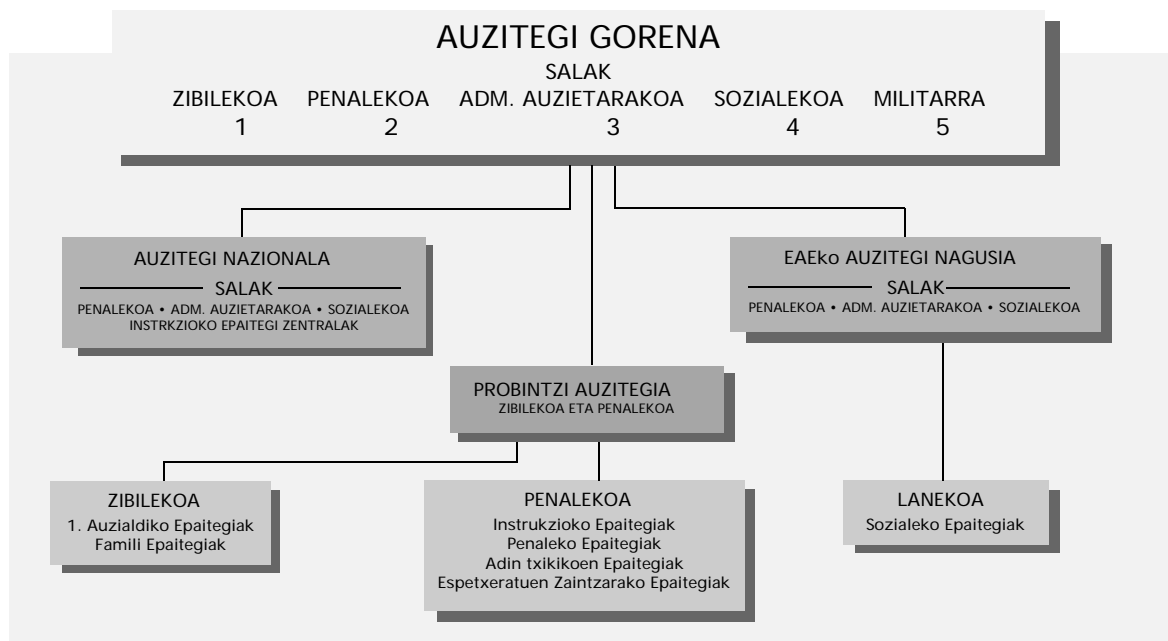 AUZITEGI GORENA
SALAK
ZIBILEKOA PENALEKOA ADM. AUZIETARAKOA SOZIALEKOA MILITARRA
1 2 3 4 5
AUZITEGI NAZIONALA
SALAK
PENALEKOA • ADM. AUZIETARAKOA • SOZIALEKOA
INSTRKZIOKO EPAITEGI ZENTRALAK
EAEko AUZITEGI NAGUSIA
SALAK
PENALEKOA • ADM. AUZIETARAKOA • SOZIALEKOA
PROBINTZI AUZITEGIA
ZIBILEKOA ETA PENALEKOA
ZIBILEKOA
1. Auzialdiko Epaitegiak
Famili Epaitegiak
PENALEKOA
Instrukzioko Epaitegiak
Penaleko Epaitegiak
Adin txikikoen Epaitegiak
Espetxeratuen Zaintzarako Epaitegiak
LANEKOA
Sozialeko Epaitegiak